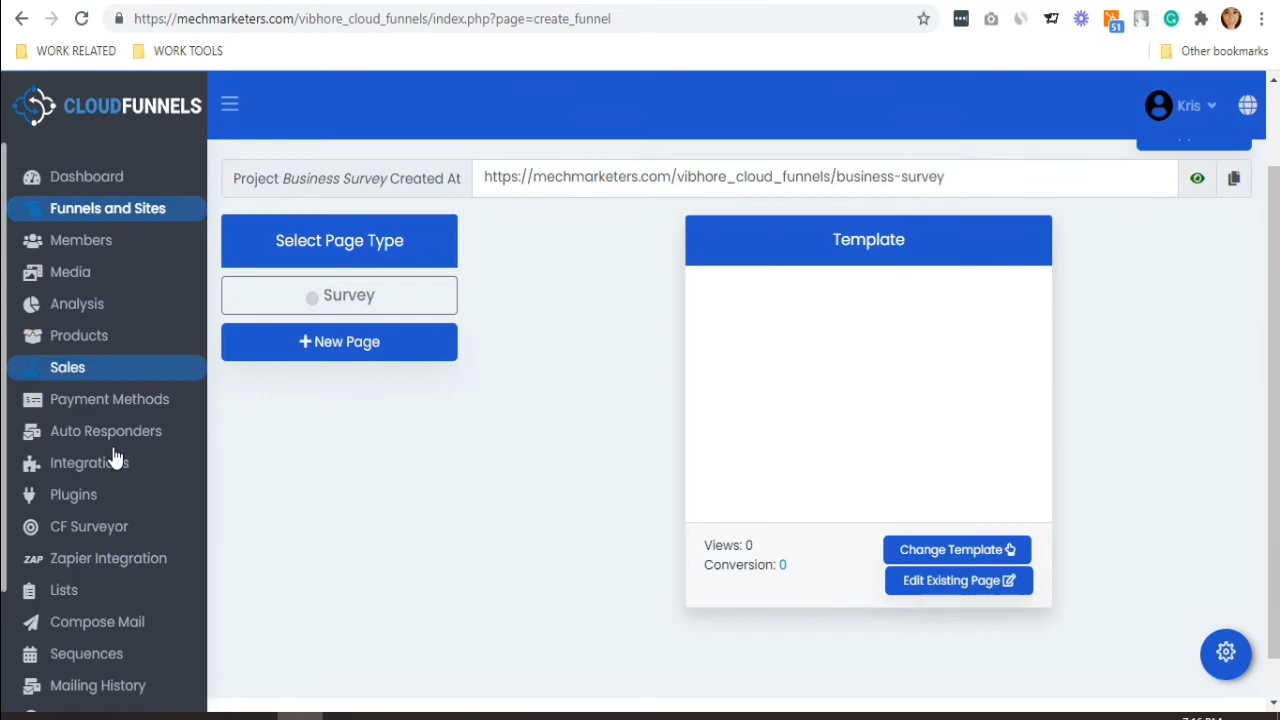 https://mechmarketers.com/vibhore_cloud_funnels/index.php?page=create_funnel
51
WORK RELATED
WORK TOOLS
Other bookmarks
CLOUDFUNNELS
Kris
Dashboard
Funnels and Sites
Members
Media
Analysis
Products
Sales
Payment Methods
Auto Responders
Integrations
Plugins
CF Surveyor
ZAP Zapier Integration
Lists
Compose Mail
Sequences
Mailing History
Project Business Survey Created At
https://mechmarketers.com/vibhore_cloud_funnels/business-survey
Select Page Type
Survey
+ New Page
Template
Views: 0
Conversion: 0
Change Template
Edit Existing Page